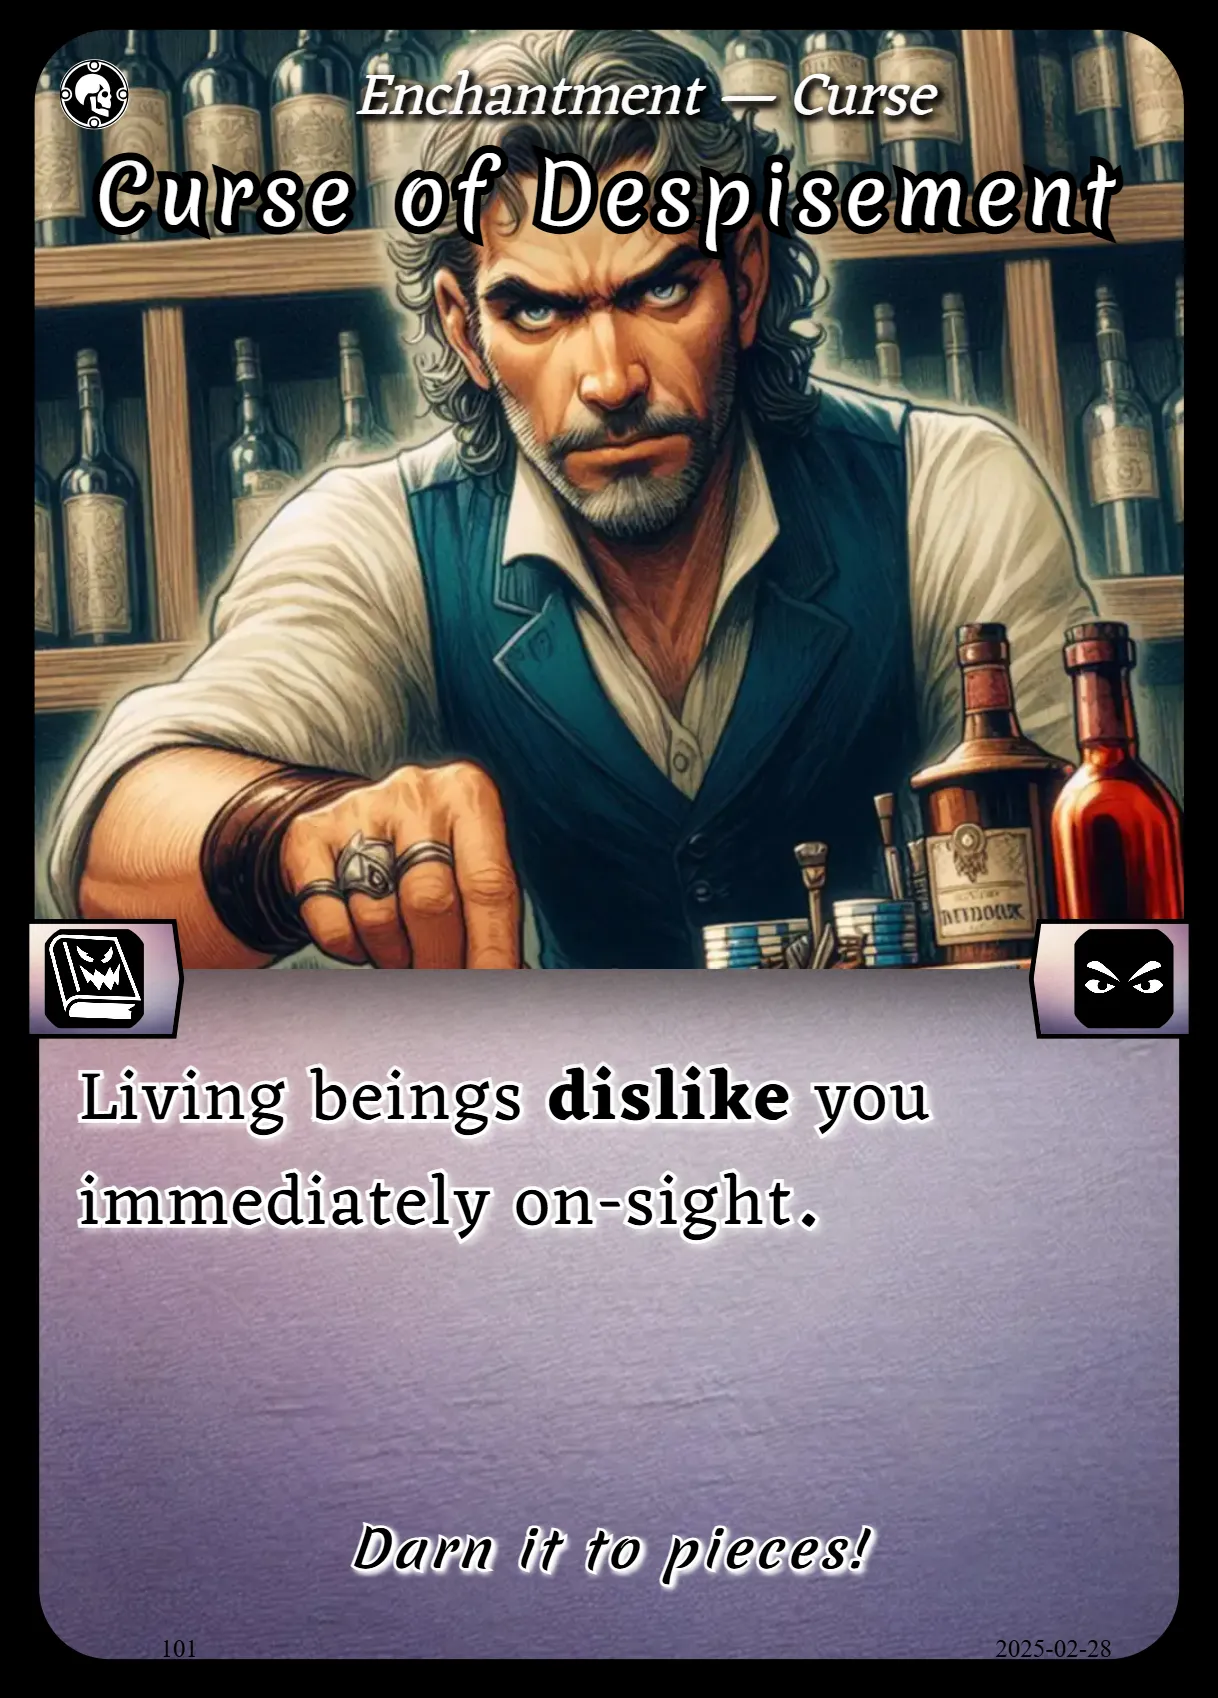 Enchantment — Curse
Curse of Despisement
Living beings dislike you
immediately on-sight.
Darn it to pieces!
101
2025-02-28